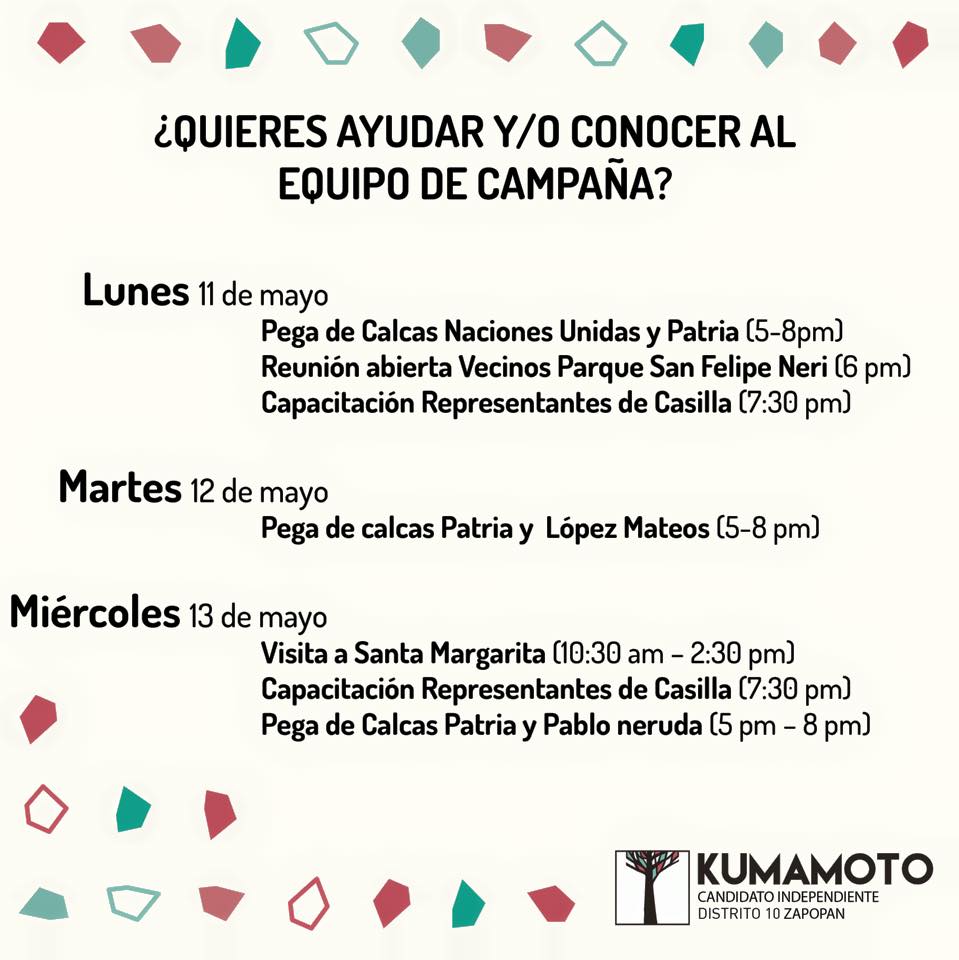 ¿QUIERES AYUDAR Y/O CONOCER AL
EQUIPO DE CAMPAÑA?
Lunes 11 de mayo
Pega de Calcas Naciones Unidas y Patria (5-8pm)
Reunión abierta Vecinos Parque San Felipe Neri (6 pm)
Capacitación Representantes de Casilla (7:30 pm)
Martes 12 de mayo
Pega de calcas Patria y López Mateos (5-8 pm)
Miércoles 13 de mayo
Visita a Santa Margarita (10:30 am – 2:30 pm)
Capacitación Representantes de Casilla (7:30 pm)
Pega de Calcas Patria y Pablo neruda (5 pm – 8 pm)
KUMAMOTO
CANDIDATO INDEPENDIENTE
DISTRITO 10 ZAPOPAN